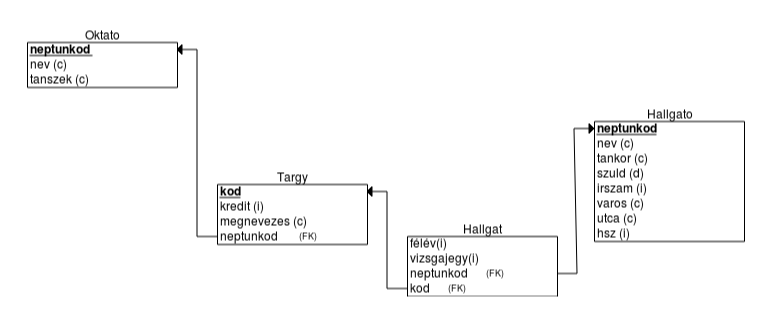 Oktato
neptunkod
nev (c)
tanszek (c)
Targy
kod
kredit (i)
megnevezes (c)
neptunkod (FK)
Hallgat
félév(i)
vizsgajegy(i)
neptunkod (FK)
kod (FK)
Hallgato
neptunkod
nev (c)
tankor (c)
szuld (d)
irszam (i)
varos (c)
utca (c)
hsz (i)